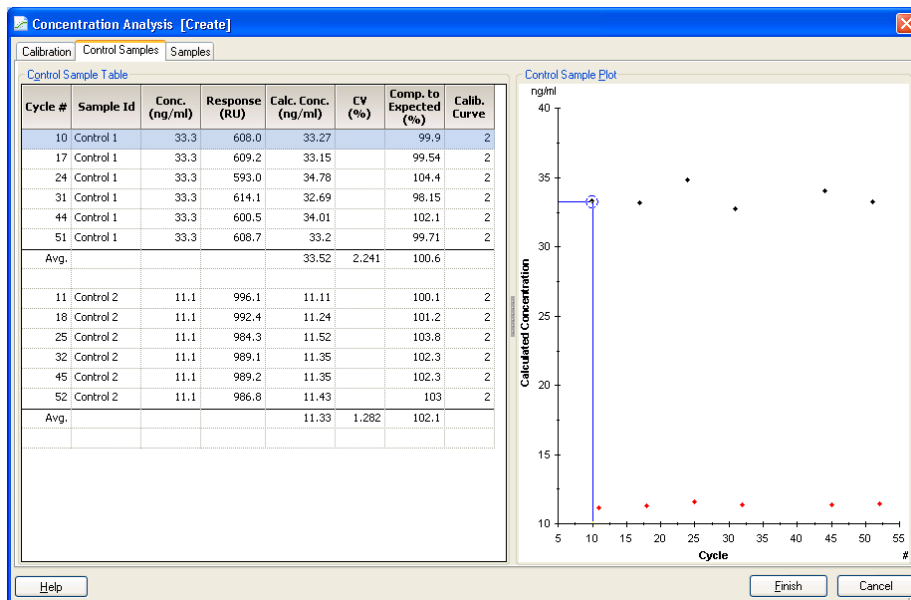 Concentration Analysis [Create]
Calibration Control Samples Samples
Control Sample Table
Cycle # Sample Id Conc. (ng/ml) Response (RU) Calc. Conc. (ng/ml) CV (%) Comp. to Expected (%) Calib. Curve
10 Control 1 33.3 608.0 33.27 99.9 2
17 Control 1 33.3 609.2 33.15 99.54 2
24 Control 1 33.3 593.0 34.78 104.4 2
31 Control 1 33.3 614.1 32.69 98.15 2
44 Control 1 33.3 600.5 34.01 102.1 2
51 Control 1 33.3 608.7 33.2 99.71 2
Avg. 33.52 2.241 100.6
11 Control 2 11.1 996.1 11.11 100.1 2
18 Control 2 11.1 992.4 11.24 101.2 2
25 Control 2 11.1 984.3 11.52 103.8 2
32 Control 2 11.1 989.1 11.35 102.3 2
45 Control 2 11.1 989.2 11.35 102.3 2
52 Control 2 11.1 986.8 11.43 103 2
Avg. 11.33 1.282 102.1
Control Sample Plot
ng/ml
40
35
30
25
20
15
10
Calculated Concentration
5 10 15 20 25 30 35 40 45 50 55
Cycle #
Help Finish Cancel